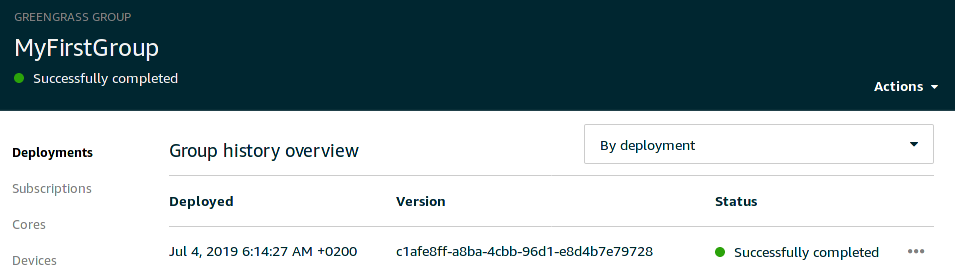 GREENGRASS GROUP
MyFirstGroup
Successfully completed
Actions
Deployments
Subscriptions
Cores
Devices
Group history overview
By deployment
Deployed Version Status
Jul 4, 2019 6:14:27 AM +0200 c1afe8ff-a8ba-4cbb-96d1-e8d4b7e79728 Successfully completed